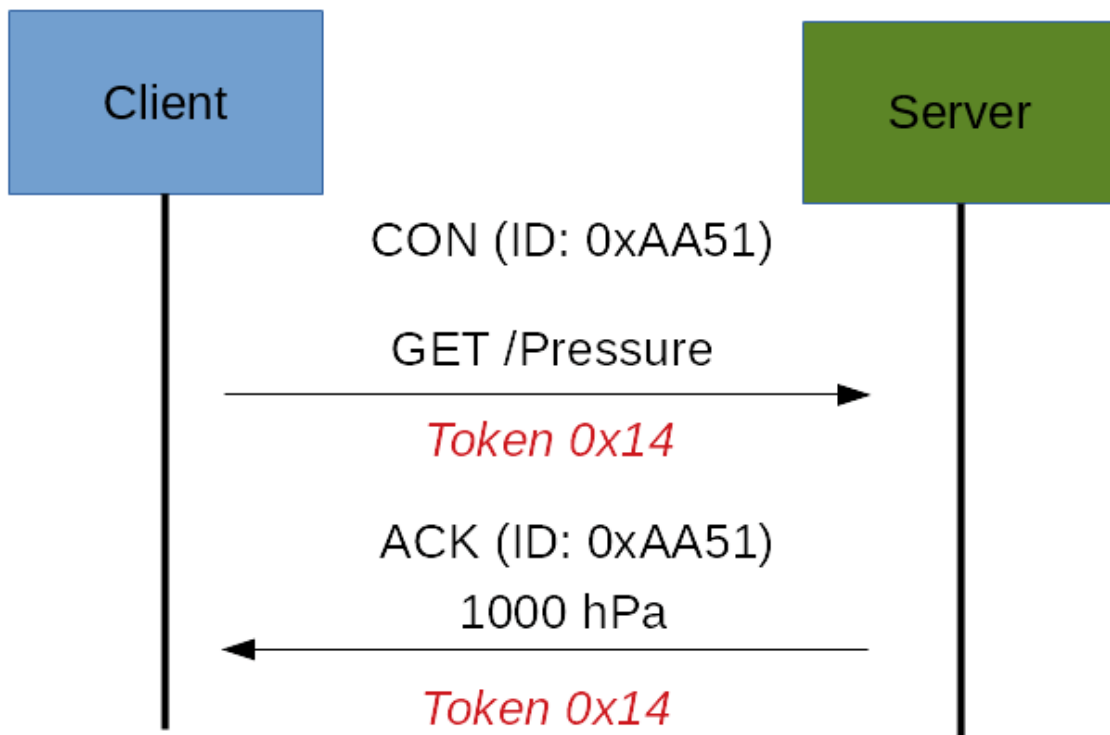 Client
Server
CON (ID: 0xAA51)
GET /Pressure
Token 0x14
ACK (ID: 0xAA51)
1000 hPa
Token 0x14